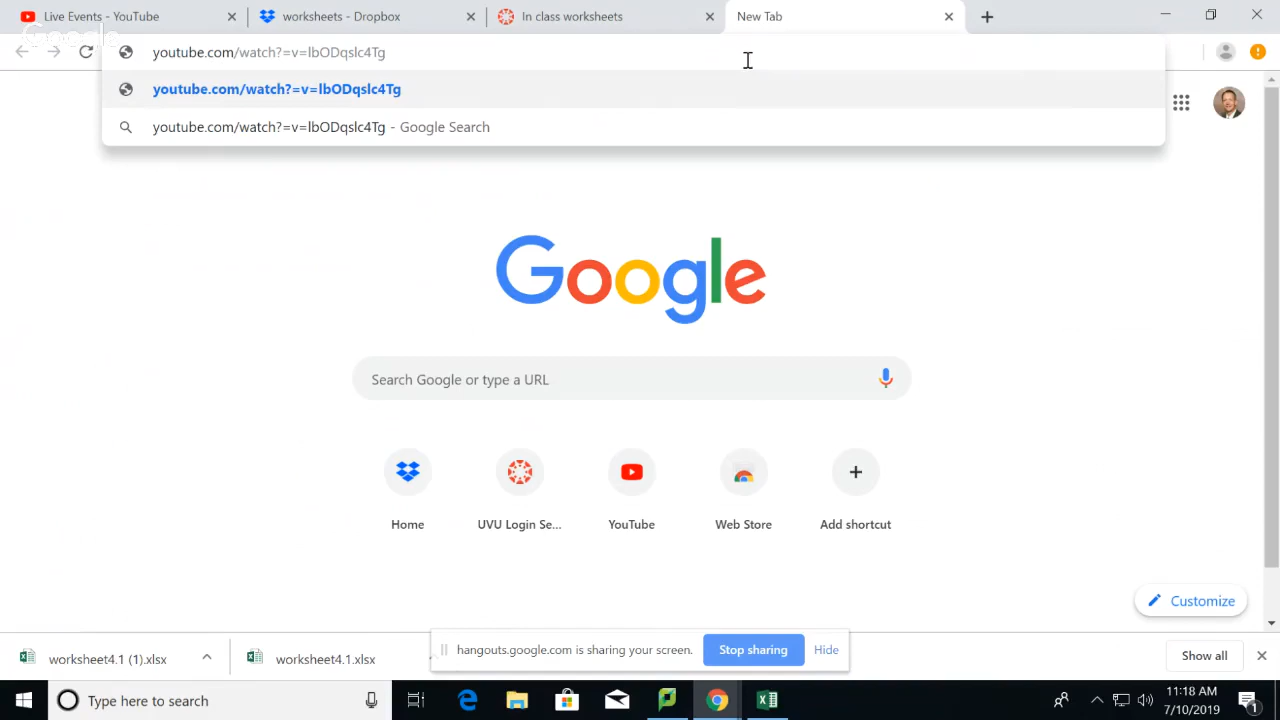 Live Events - YouTube
worksheets - Dropbox
In class worksheets
New Tab
Google
youtube.com/watch?=v=lbODqslc4Tg
youtube.com/watch?=v=lbODqslc4Tg
youtube.com/watch?=v=lbODqslc4Tg - Google Search
Google
Search Google or type a URL
Home
UVU Login Se...
YouTube
Web Store
Add shortcut
Customize
worksheet4.1 (1).xlsx
worksheet4.1.xlsx
hangouts.google.com is sharing your screen.
Stop sharing
Hide
Show all
Type here to search
11:18 AM
7/10/2019
1